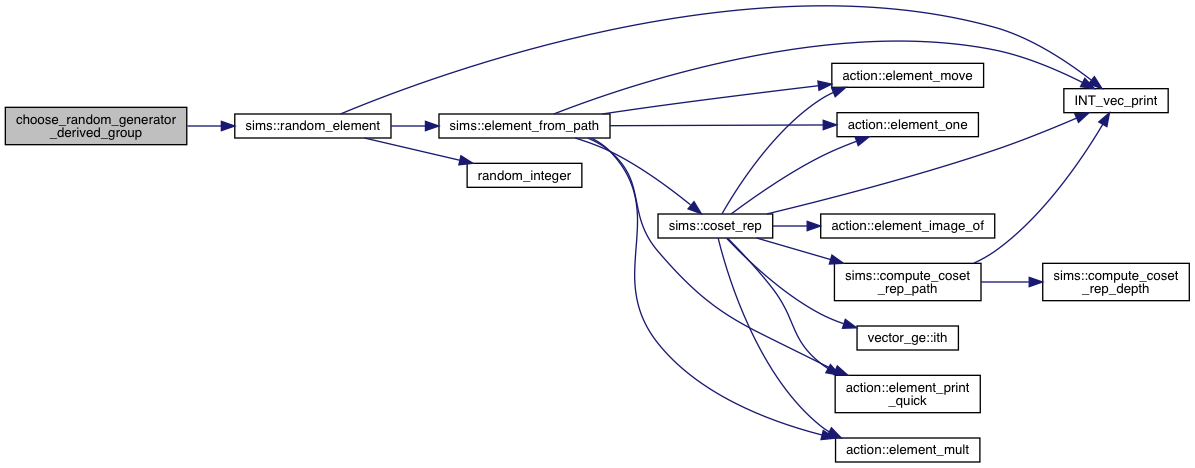 choose_random_generator
_derived_group
sims::random_element
sims::element_from_path
random_integer
sims::coset_rep
action::element_move
action::element_one
action::element_image_of
sims::compute_coset
_rep_path
vector_ge::ith
action::element_print
_quick
action::element_mult
INT_vec_print
sims::compute_coset
_rep_depth